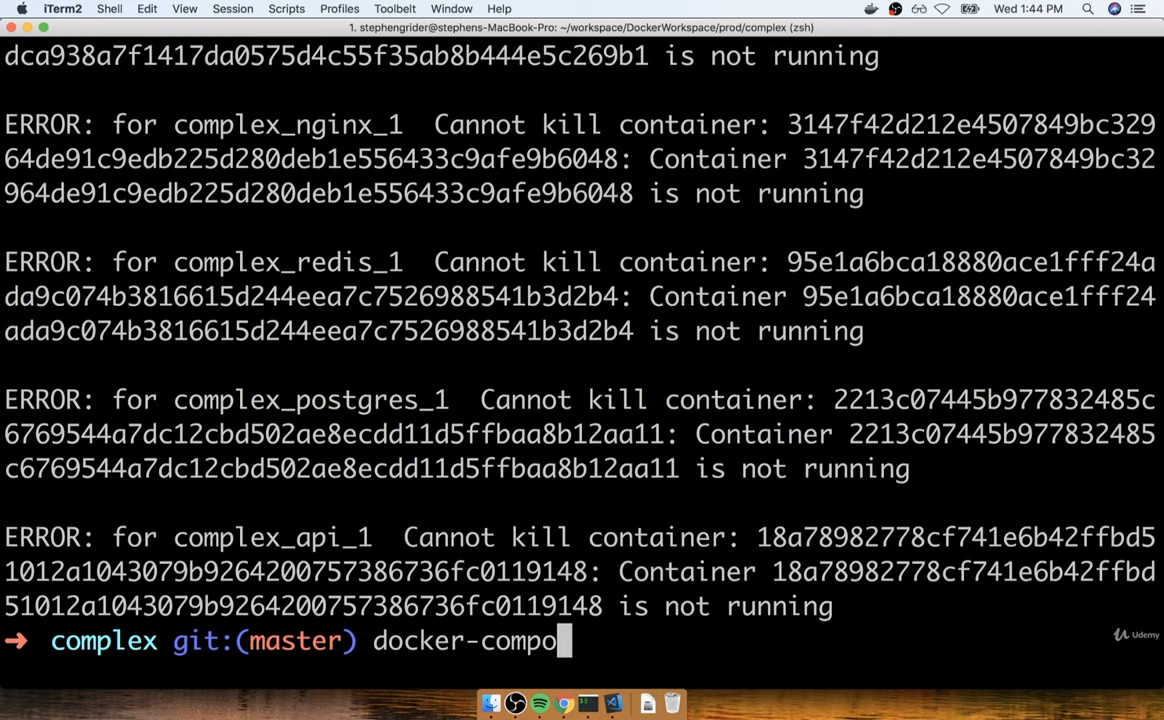 iTerm2 Shell Edit View Session Scripts Profiles Toolbelt Window Help Wed 1:44 PM
1. stephengrider@stephens-MacBook-Pro: ~/workspace/DockerWorkspace/prod/complex (zsh)
dca938a7f1417da0575d4c55f35ab8b444e5c269b1 is not running
ERROR: for complex_nginx_1  Cannot kill container: 3147f42d212e4507849bc329
64de91c9edb225d280deb1e556433c9afe9b6048: Container 3147f42d212e4507849bc32
964de91c9edb225d280deb1e556433c9afe9b6048 is not running
ERROR: for complex_redis_1  Cannot kill container: 95e1a6bca18880ace1fff24a
da9c074b3816615d244eea7c7526988541b3d2b4: Container 95e1a6bca18880ace1fff24
ada9c074b3816615d244eea7c7526988541b3d2b4 is not running
ERROR: for complex_postgres_1  Cannot kill container: 2213c07445b977832485c
6769544a7dc12cbd502ae8ecdd11d5ffbaa8b12aa11: Container 2213c07445b977832485
c6769544a7dc12cbd502ae8ecdd11d5ffbaa8b12aa11 is not running
ERROR: for complex_api_1  Cannot kill container: 18a78982778cf741e6b42ffbd5
1012a1043079b9264200757386736fc0119148: Container 18a78982778cf741e6b42ffbd
51012a1043079b9264200757386736fc0119148 is not running
➜ complex git:(master) docker-compo
Udemy